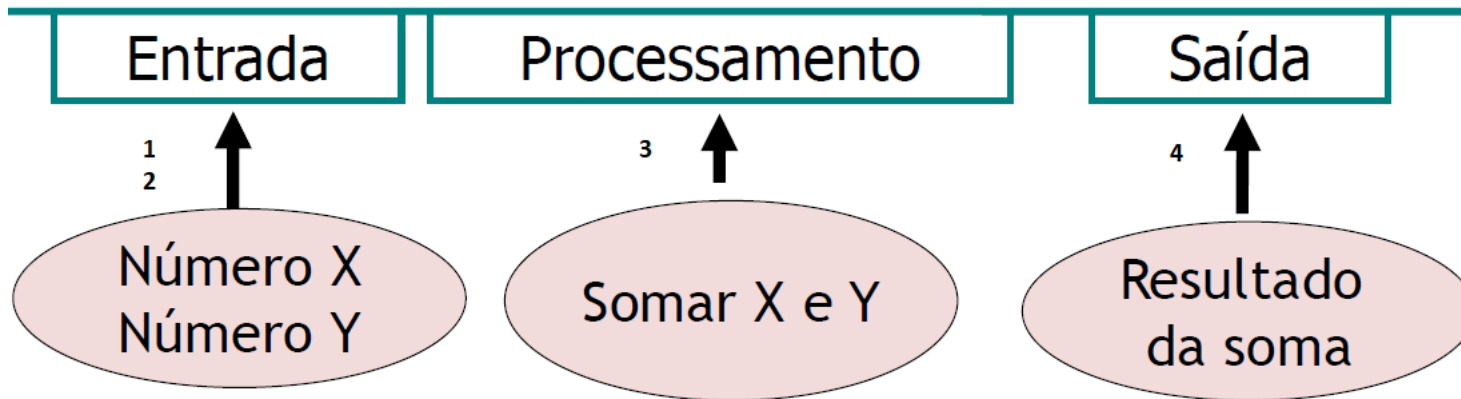 Entrada
Processamento
Saída
1
2
3
4
Número X
Número Y
Somar X e Y
Resultado
da soma